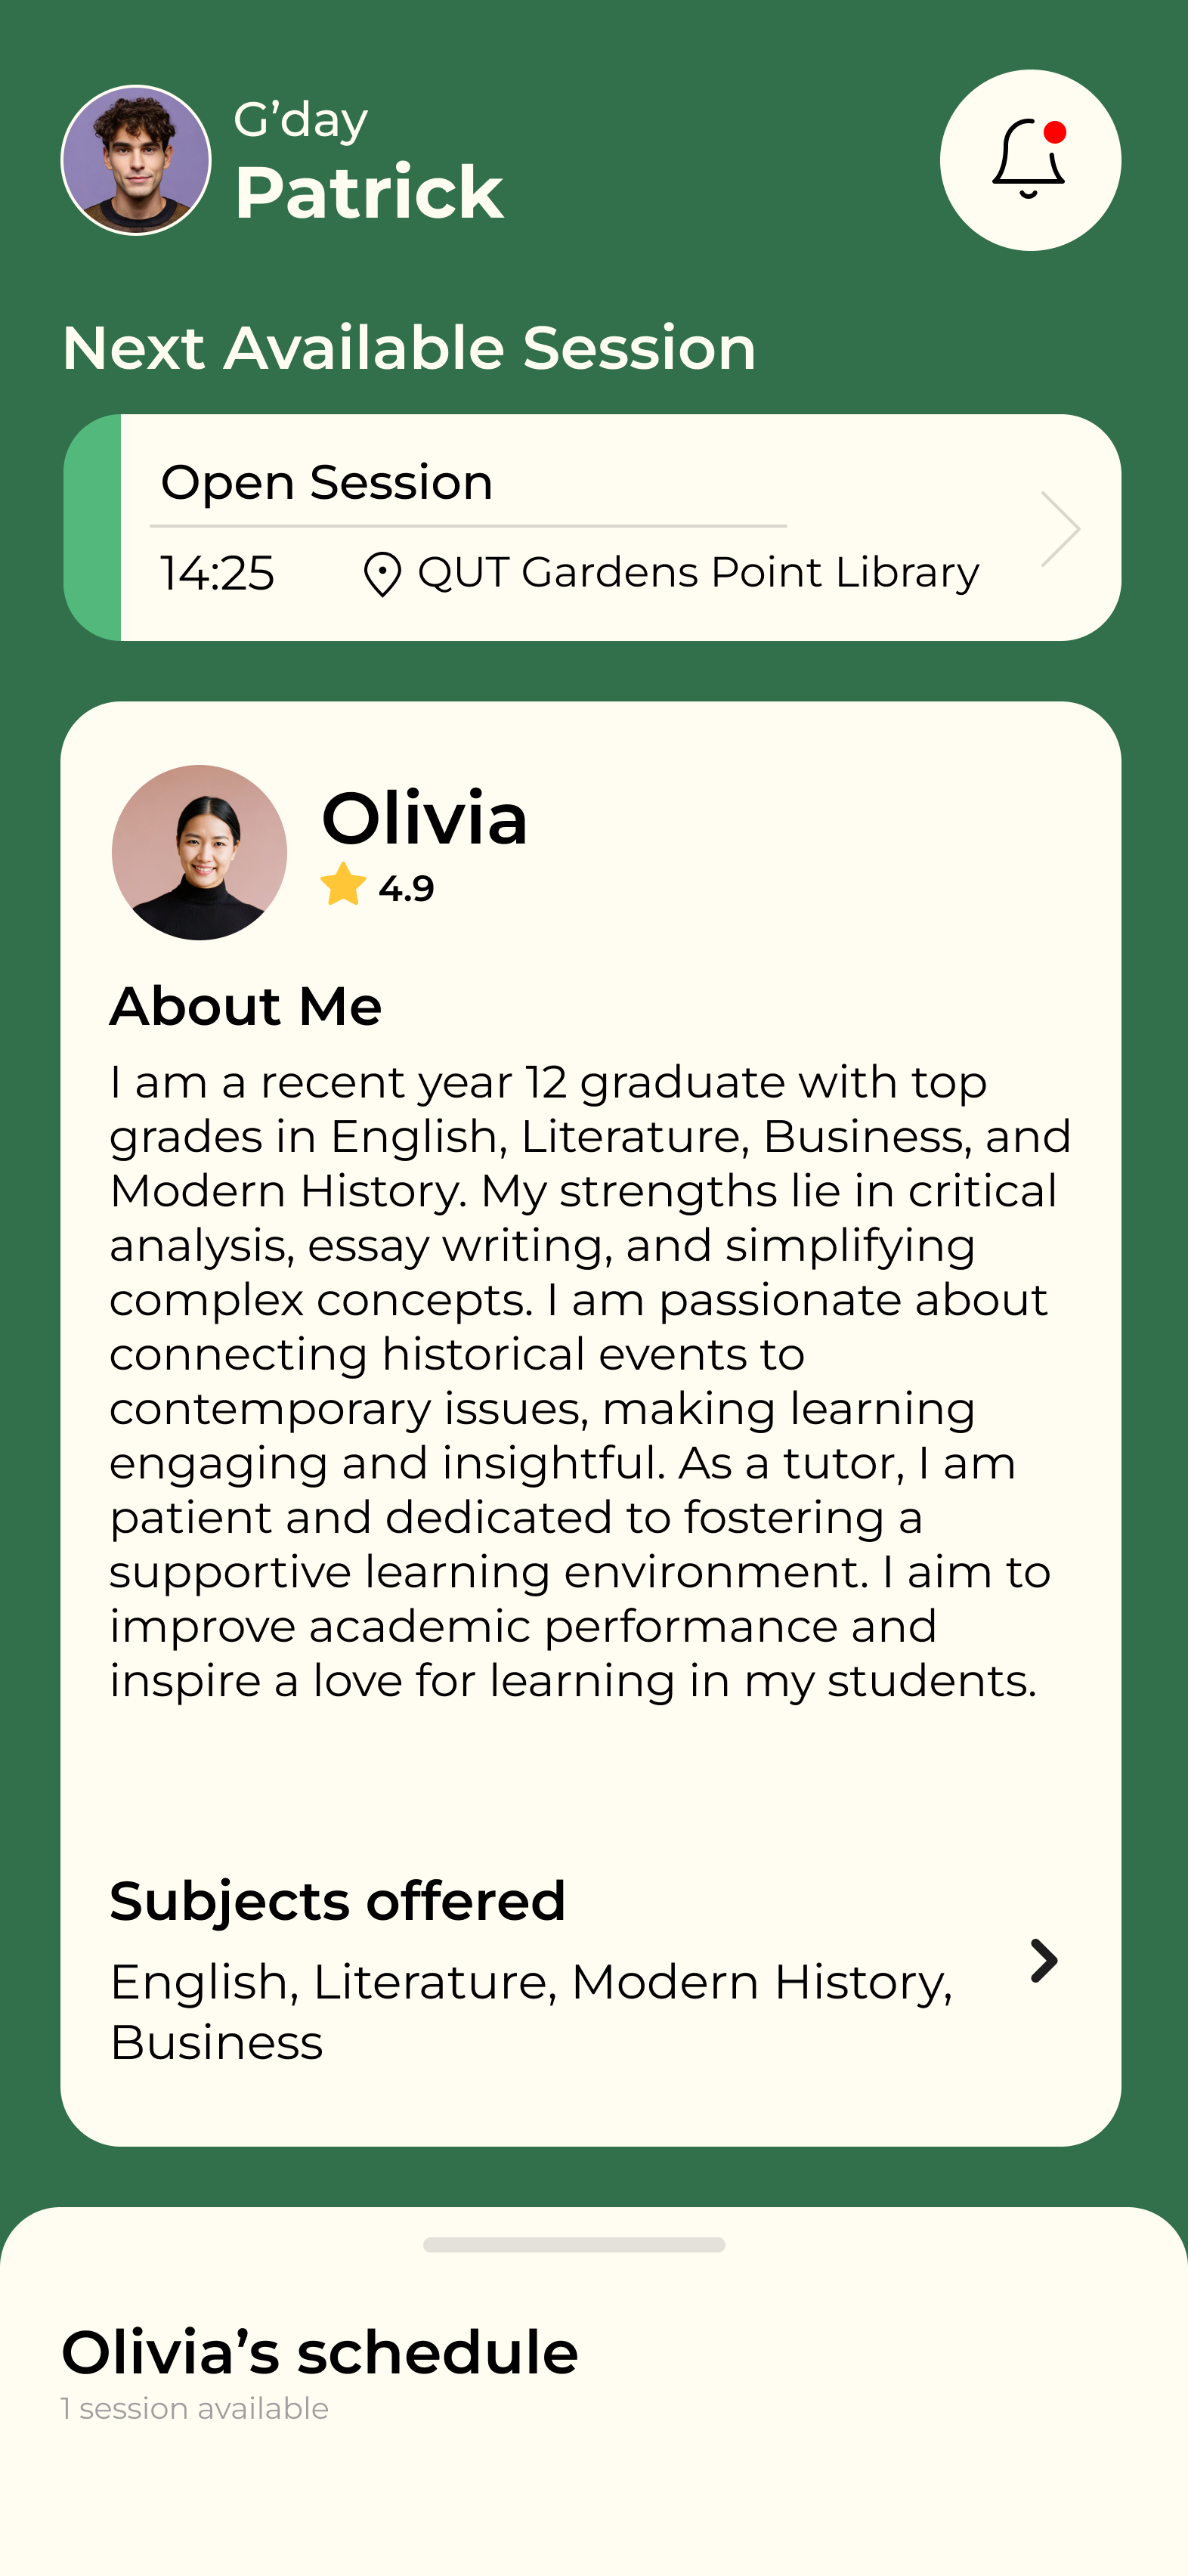 G’day
Patrick
Next Available Session
Open Session
14:25 QUT Gardens Point Library
Olivia
4.9
About Me
I am a recent year 12 graduate with top
grades in English, Literature, Business, and
Modern History. My strengths lie in critical
analysis, essay writing, and simplifying
complex concepts. I am passionate about
connecting historical events to
contemporary issues, making learning
engaging and insightful. As a tutor, I am
patient and dedicated to fostering a
supportive learning environment. I aim to
improve academic performance and
inspire a love for learning in my students.
Subjects offered
English, Literature, Modern History,
Business
Olivia’s schedule
1 session available